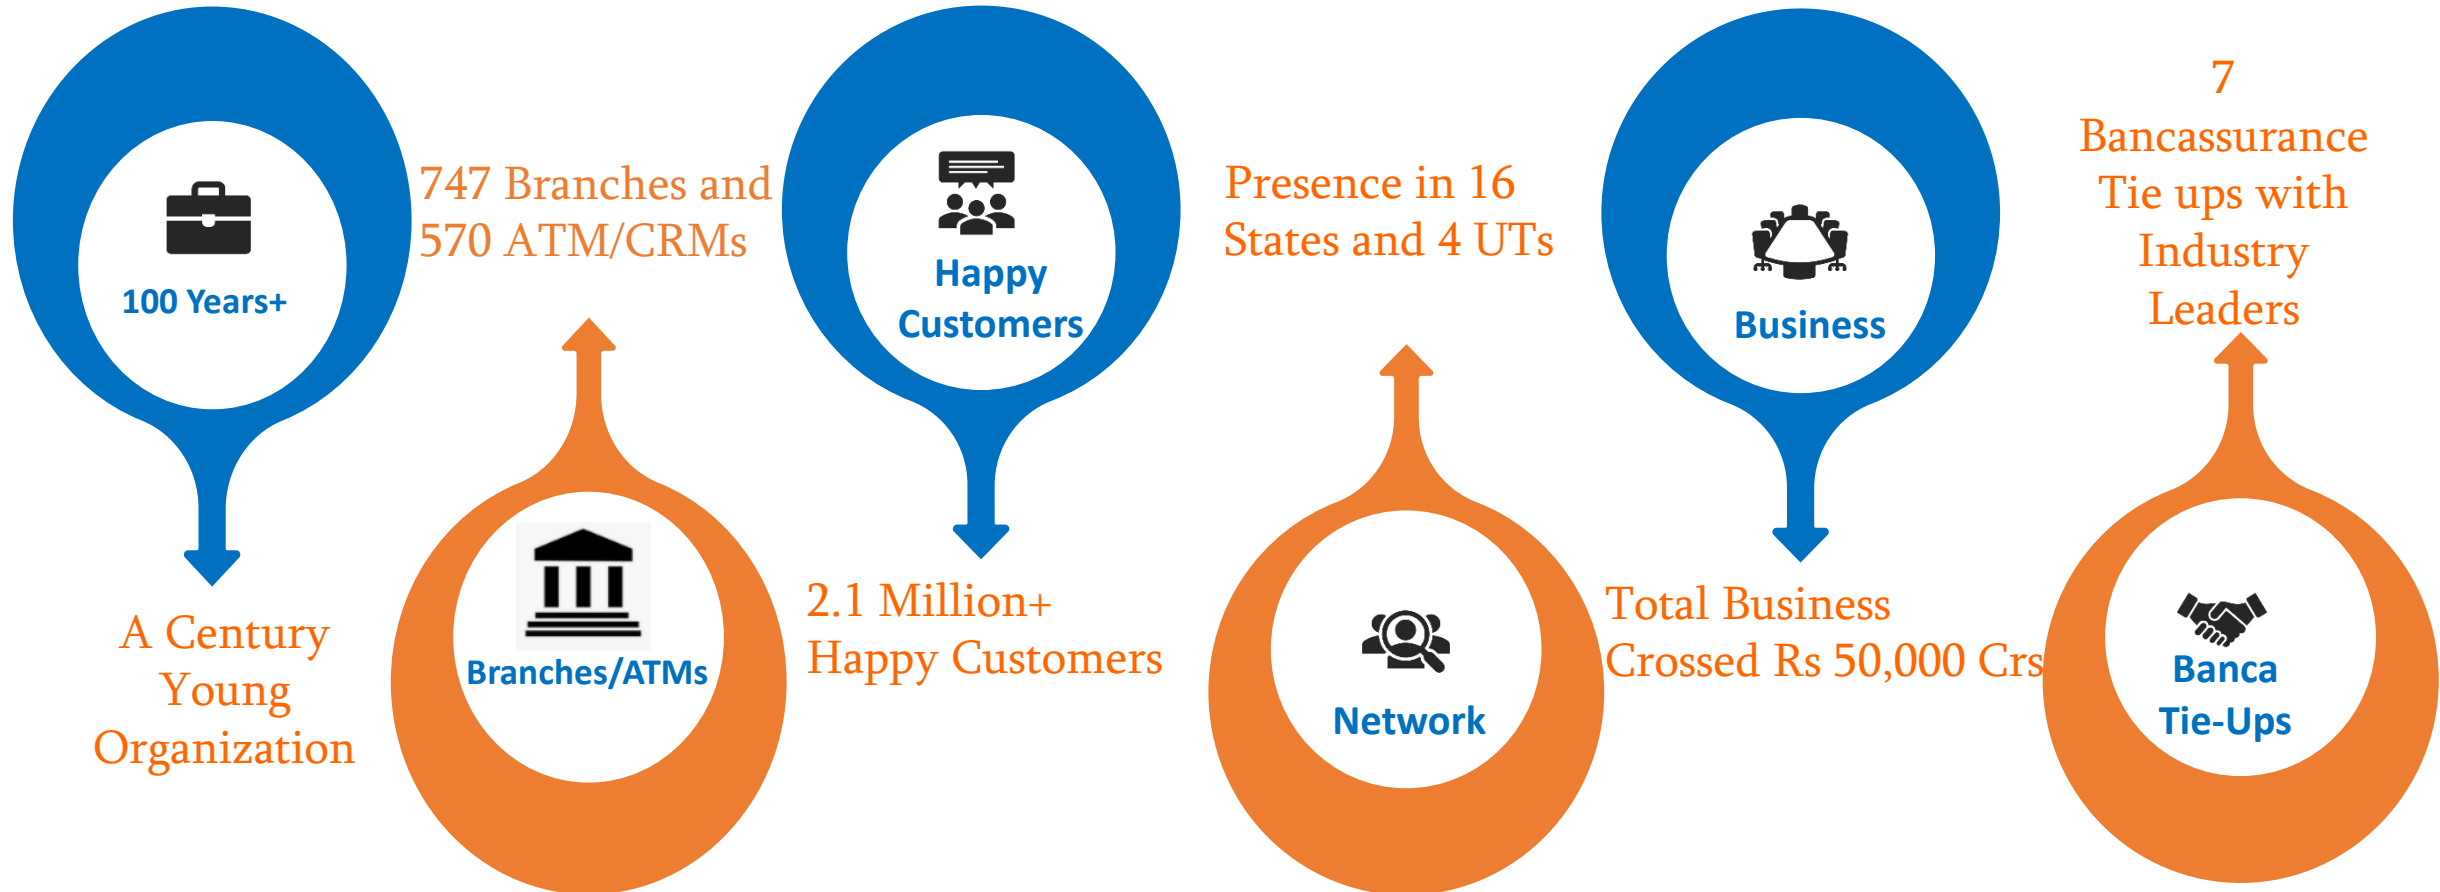 100 Years+
A Century
Young
Organization
747 Branches and
570 ATM/CRMs
Branches/ATMs
Happy
Customers
2.1 Million+
Happy Customers
Presence in 16
States and 4 UTs
Network
Business
Total Business
Crossed Rs 50,000 Crs
7
Bancassurance
Tie ups with
Industry
Leaders
Banca
Tie-Ups